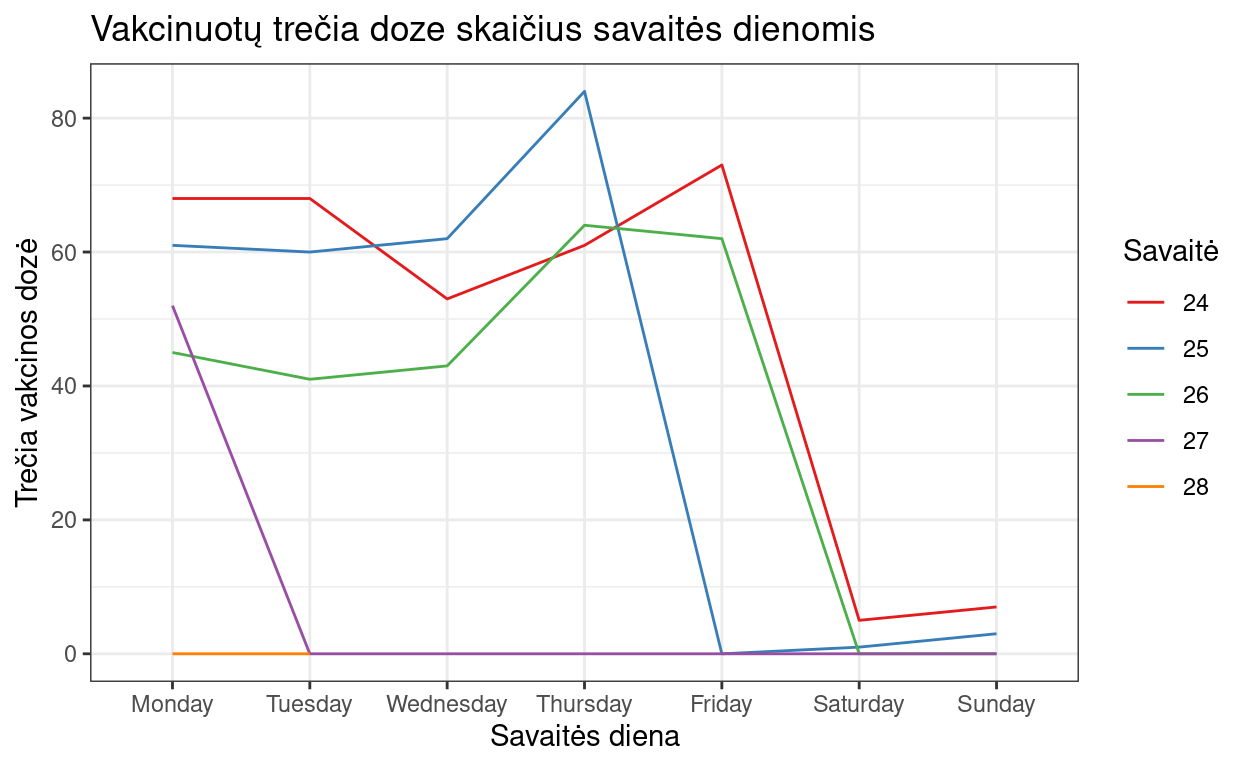 Vakcinuotų trečia doze skaičius savaitės dienomis
Trečia vakcinos dozė
80
60
40
20
0
Monday
Tuesday
Wednesday
Thursday
Friday
Saturday
Sunday
Savaitės diena
Savaitė
24
25
26
27
28